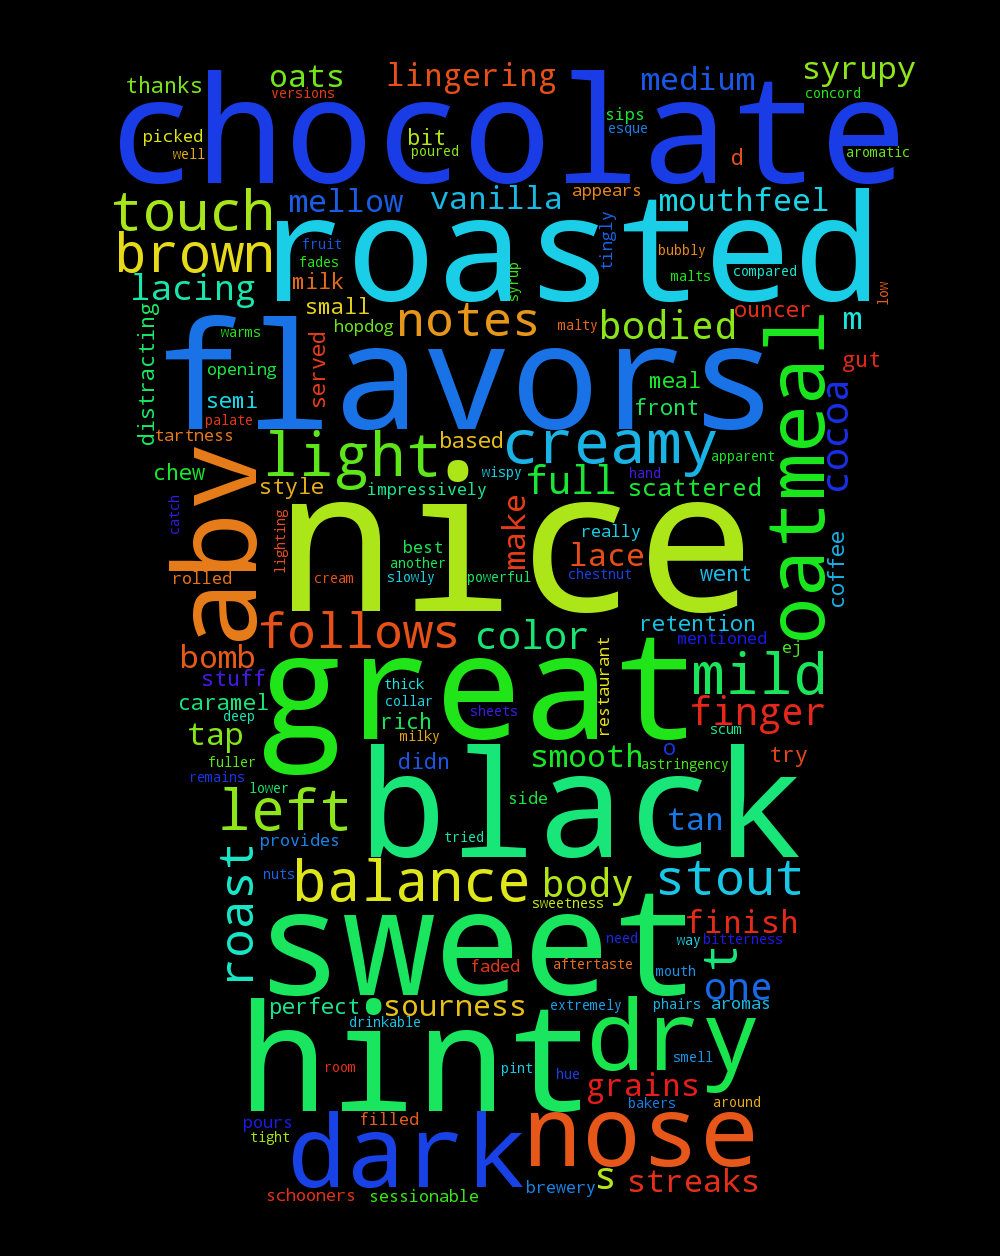 thanks
oats
versions
lingering
medium
syrupy
concord
chocolate
picked
well
bit
poured
sips
esque
d
aromatic
touch
mellow
vanilla
appears
mouthfeel
brown
roasted
fruit
fades
tingly
bubbly
malts
compared
low
lacing
milk
syrup
small
hopdog
notes
malty
bodied
ouncer
m
distracting
warms
served
flavors
opening
semi
palate
meal
front
oatmeal
gut
cocoa
tartness
light
based
creamy
apparent
chew
style
impressively
wispy
full
hand
scattered
catch
abv
lighting
nice
make
really
best
another
slowly
powerful
lace
chestnut
went
coffee
rolled
cream
follows
color
retention
mentioned
ej
bomb
stuff
great
restaurant
mild
caramel
deep
thick
collar
rich
sheets
finger
scum
tap
milky
fuller
remains
didn
smooth
o
astringency
try
lower
left
black
side
tan
provides
tried
roast
nuts
balance
body
stout
sweetness
sweet
finish
need
way
bitterness
t
faded
aftertaste
mouth
one
perfect
sourness
extremely
phairs
aromas
drinkable
hint
dry
room
pint
hue
smell
grains
bakers
around
pours
tight
filled
dark
nose
s
schooners
sessionable
brewery
streaks